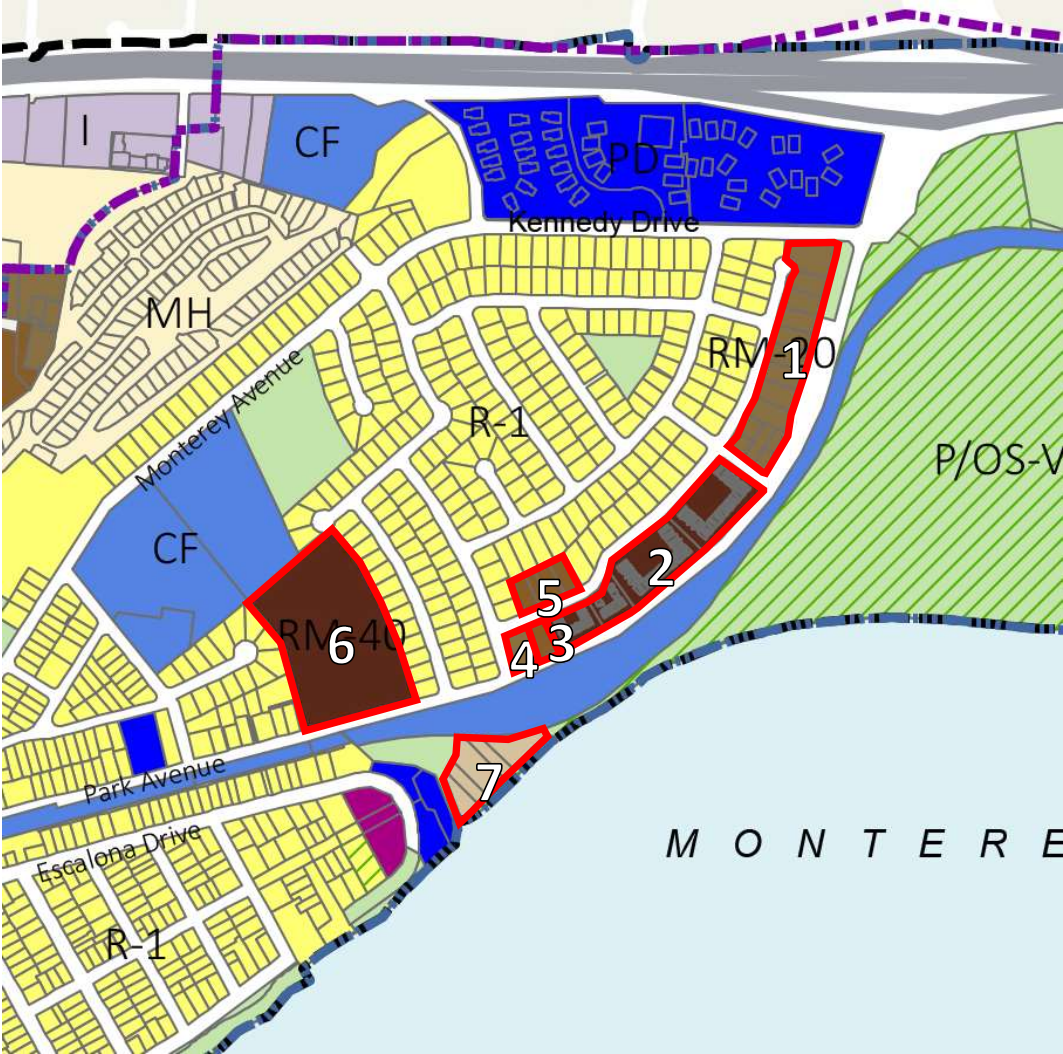 I
CF
PD
Kennedy Drive
MH
RM-20
1
Monterey Avenue
R-1
P/OS-V
CF
2
5
RM-40
6
3
4
Park Avenue
7
Escalona Drive
MONTERE
R-1